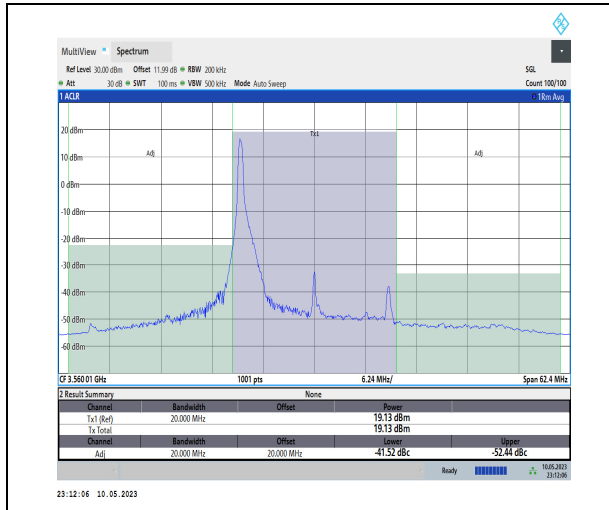 MultiView Spectrum
Ref Level 30.00 dBm Offset 11.99 dB RBW 200 kHz SGL
Att 30 dB SWT 100 ms VBW 500 kHz Mode Auto Sweep Count 100/100
1 ACLR 1Rm Avg
20 dBm
Tx1
Adj Adj
10 dBm
0 dBm
-10 dBm
-20 dBm
-30 dBm
-40 dBm
-50 dBm
-60 dBm
CF 3.560 01 GHz 1001 pts 6.24 MHz/ Span 62.4 MHz
2 Result Summary None
Channel Bandwidth Offset Power
Tx1 (Ref) 20.000 MHz 19.13 dBm
Tx Total 19.13 dBm
Channel Bandwidth Offset Lower Upper
Adj 20.000 MHz 20.000 MHz -41.52 dBc -52.44 dBc
Ready 10.05.2023
23:12:06
23:12:06 10.05.2023